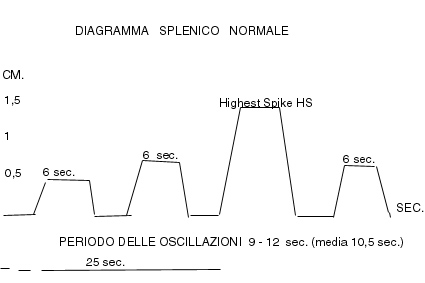 DIAGRAMMA SPLENICO NORMALE
CM.
1,5
Highest Spike HS
1
6 sec.
6 sec.
0,5
6 sec.
SEC.
PERIODO DELLE OSCILLAZIONI 9 - 12 sec. (media 10,5 sec.)
25 sec.